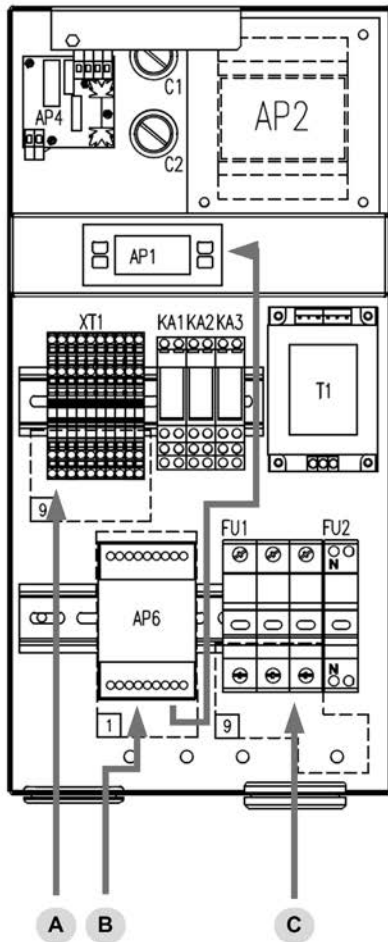 AP4
C1
C2
AP2
AP1
XT1
KA1 KA2 KA3
T1
9
FU1
FU2
N
AP6
N
1
9
A
B
C